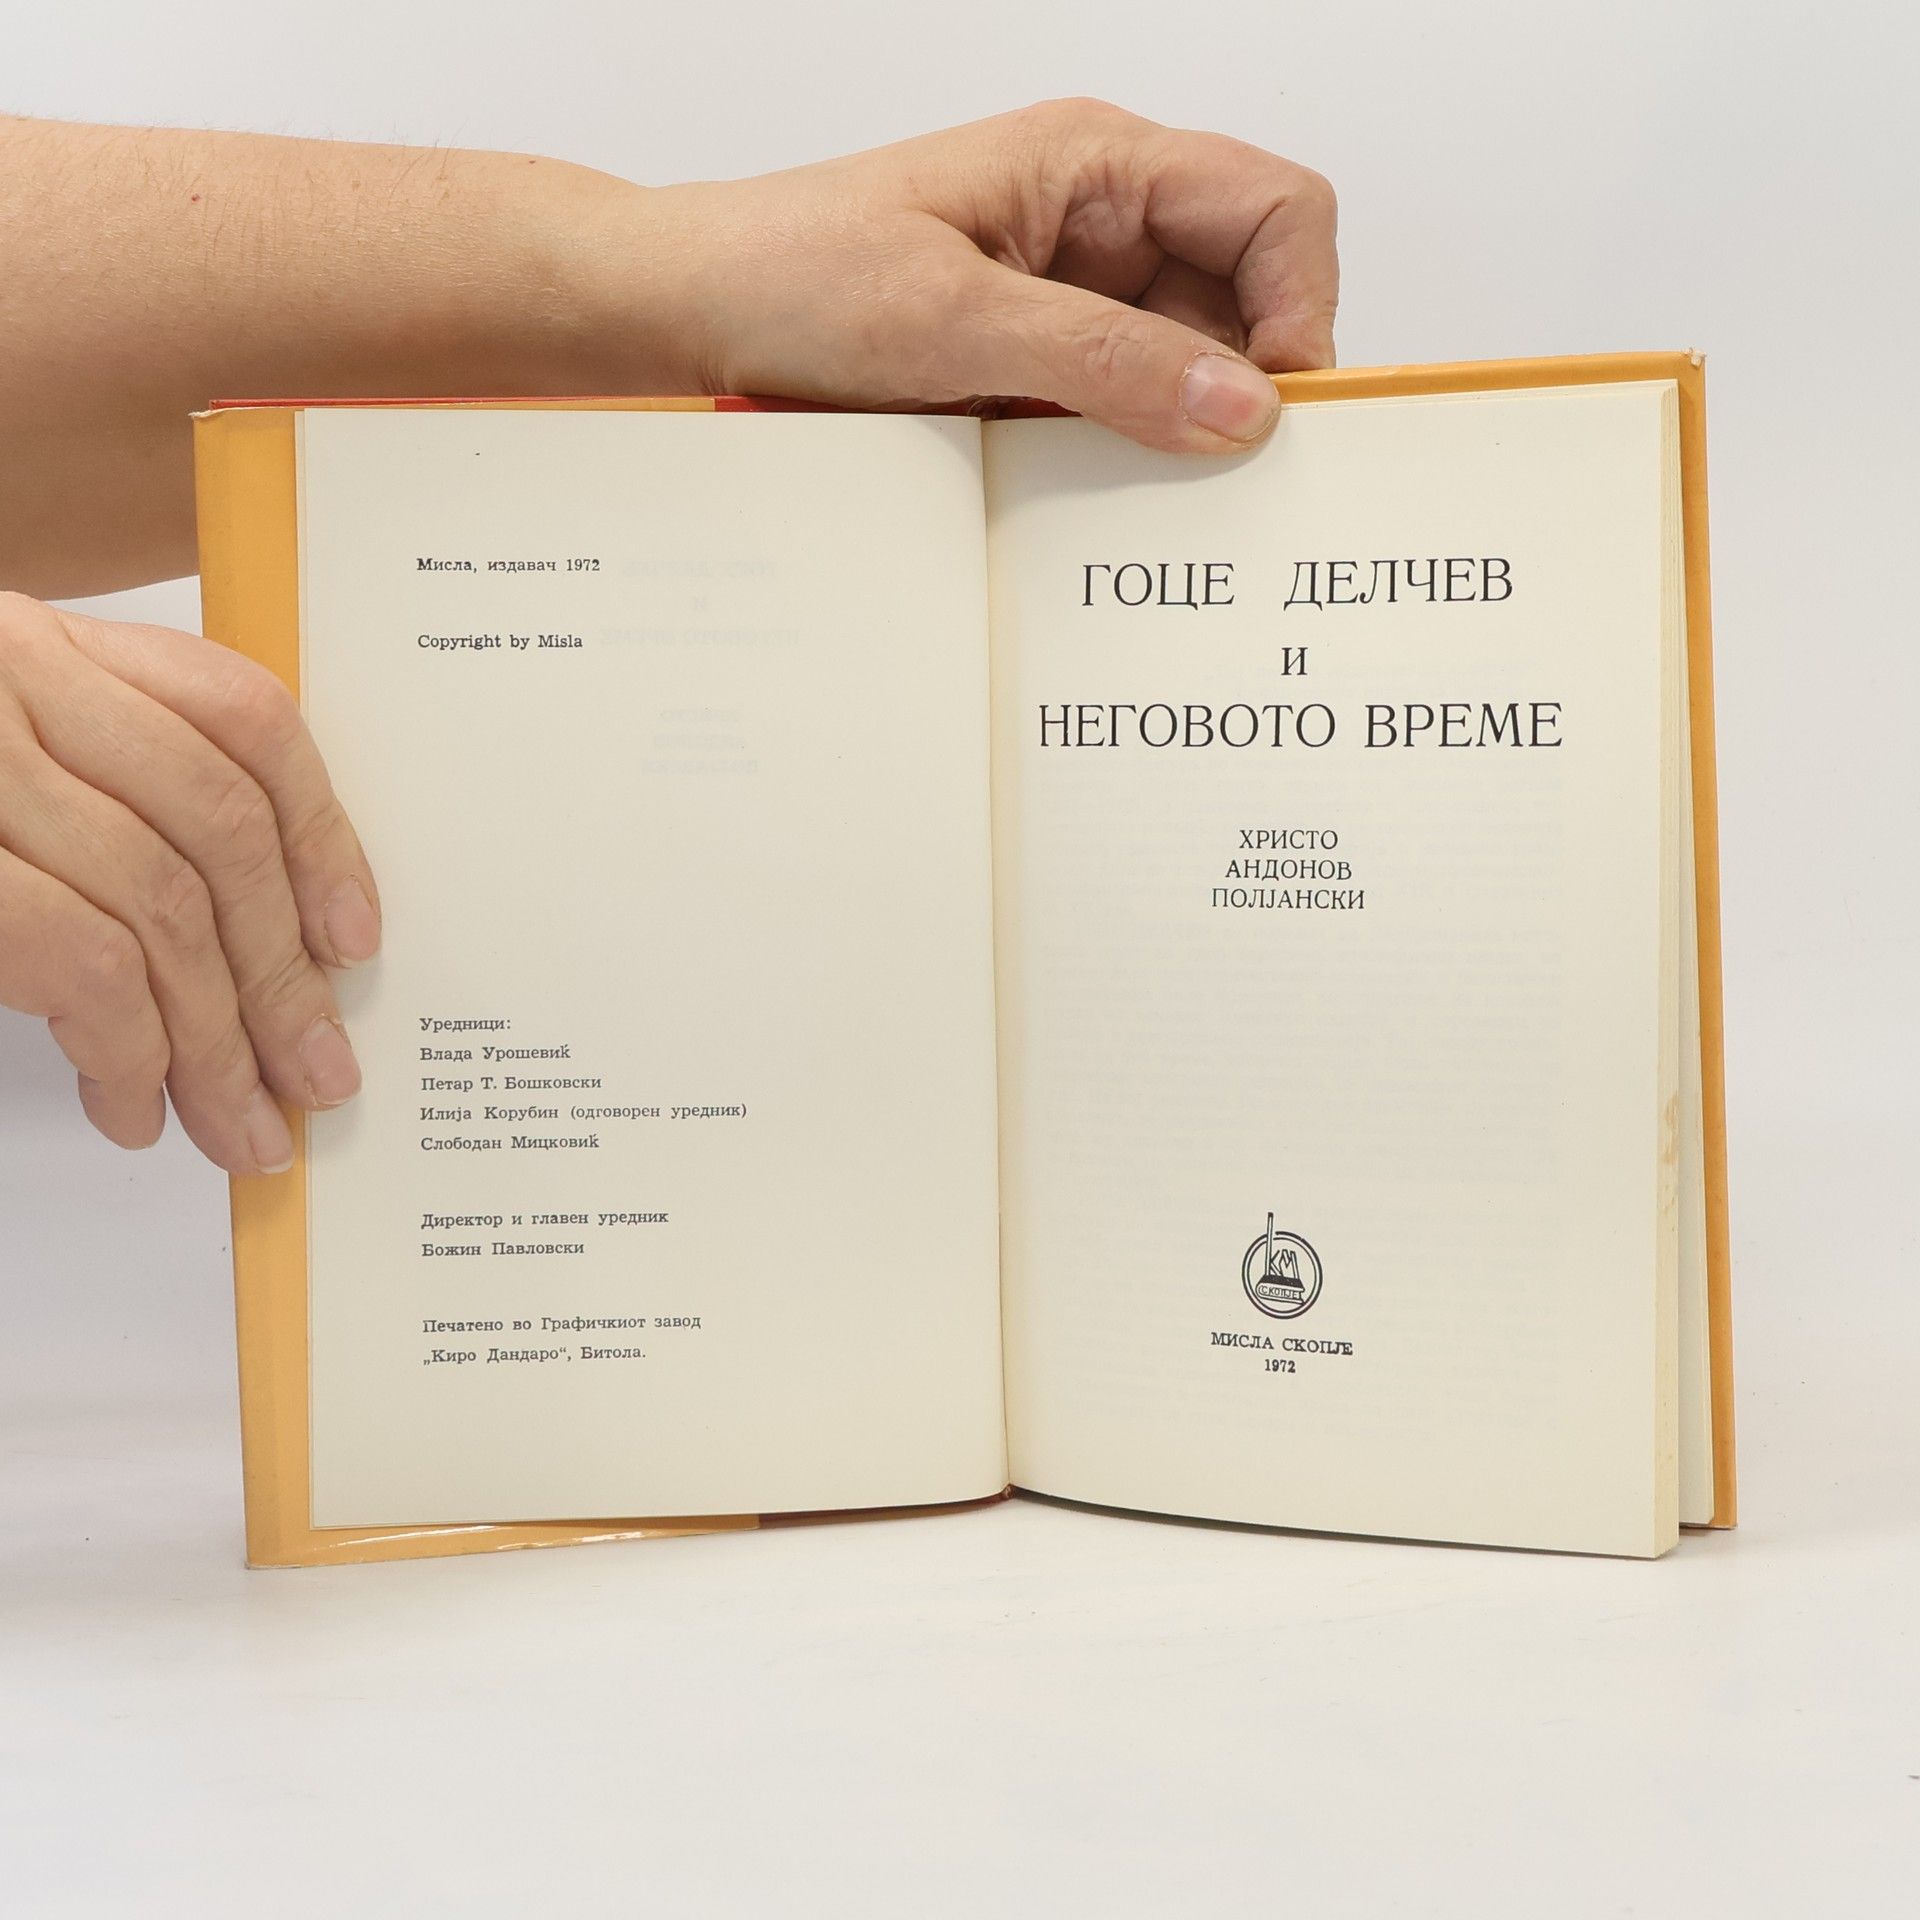 Мисла, издавач 1972
Copyright by Misla
Уредници:
Влада Урошевиќ
Петар Т. Бошковски
Илија Корубин (одговорен уредник)
Слободан Мицковиќ
Директор и главен уредник
Божин Павловски
Печатено во Графичкиот завод
„Киро Дандаро“, Битола.
ГОЦЕ ДЕЛЧЕВ
И
НЕГОВОТО ВРЕМЕ
ХРИСТО
АНДОНОВ
ПОЛЈАНСКИ
КМ
СКОПЈЕ
МИСЛА СКОПЈЕ
1972